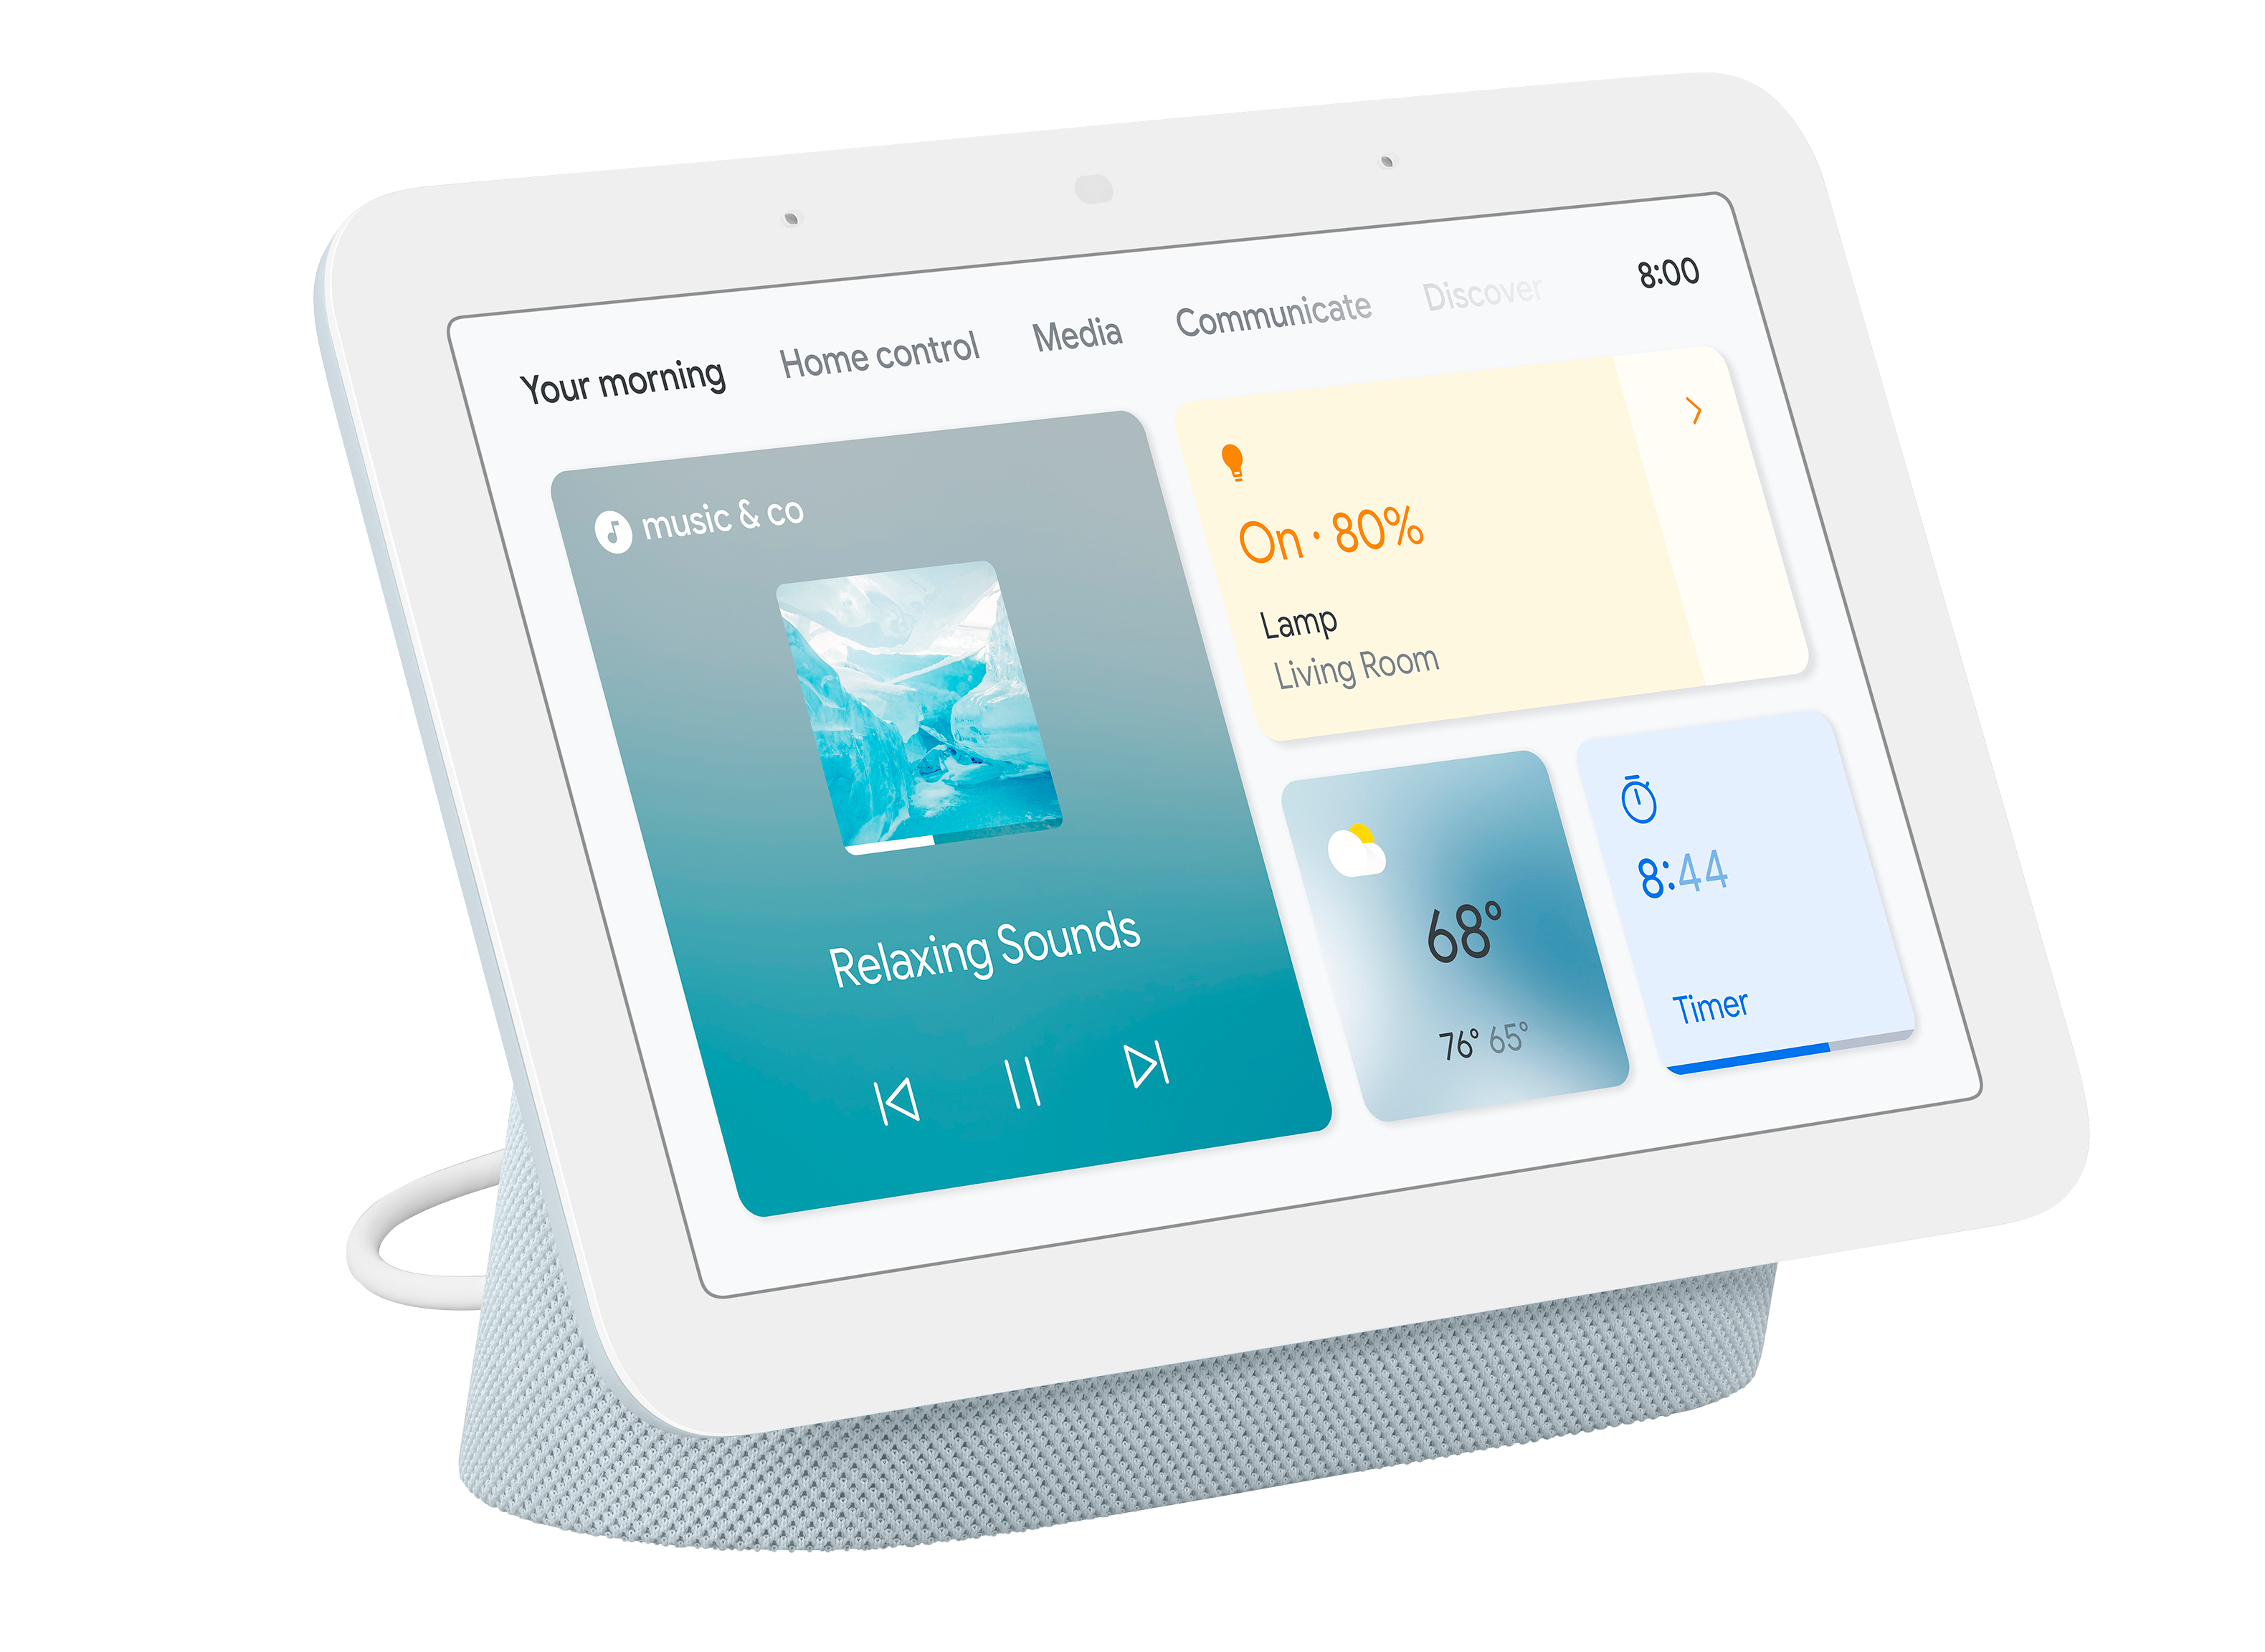 Your morning Home control Media Communicate Discover 8:00
music & co
Relaxing Sounds
On · 80%
Lamp
Living Room
68°
76° 65°
8:44
Timer